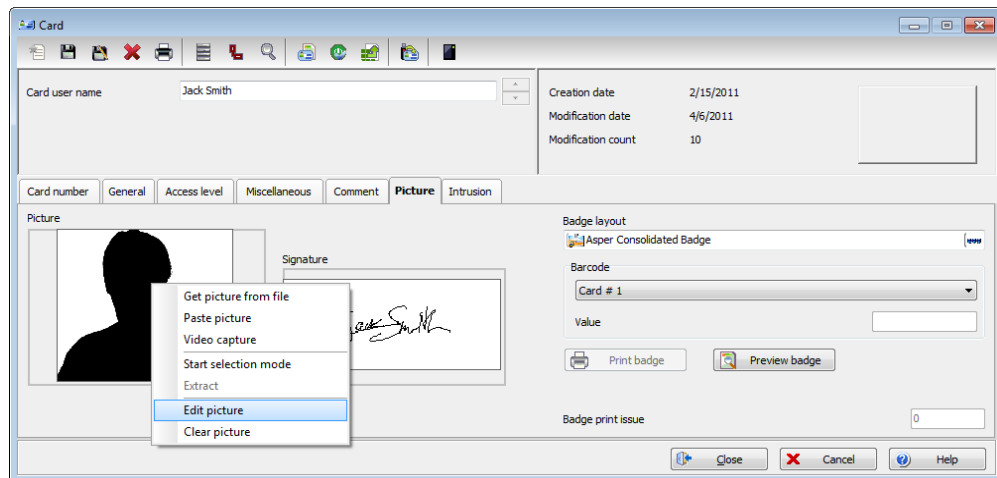 Card
Card user name
Jack Smith
Creation date 2/15/2011
Modification date 4/6/2011
Modification count 10
Card number General Access level Miscellaneous Comment Picture Intrusion
Picture
Signature
Jack Smith
Get picture from file
Paste picture
Video capture
Start selection mode
Extract
Edit picture
Clear picture
Badge layout
Asper Consolidated Badge
Barcode
Card # 1
Value
Print badge Preview badge
Badge print issue 0
Close Cancel Help